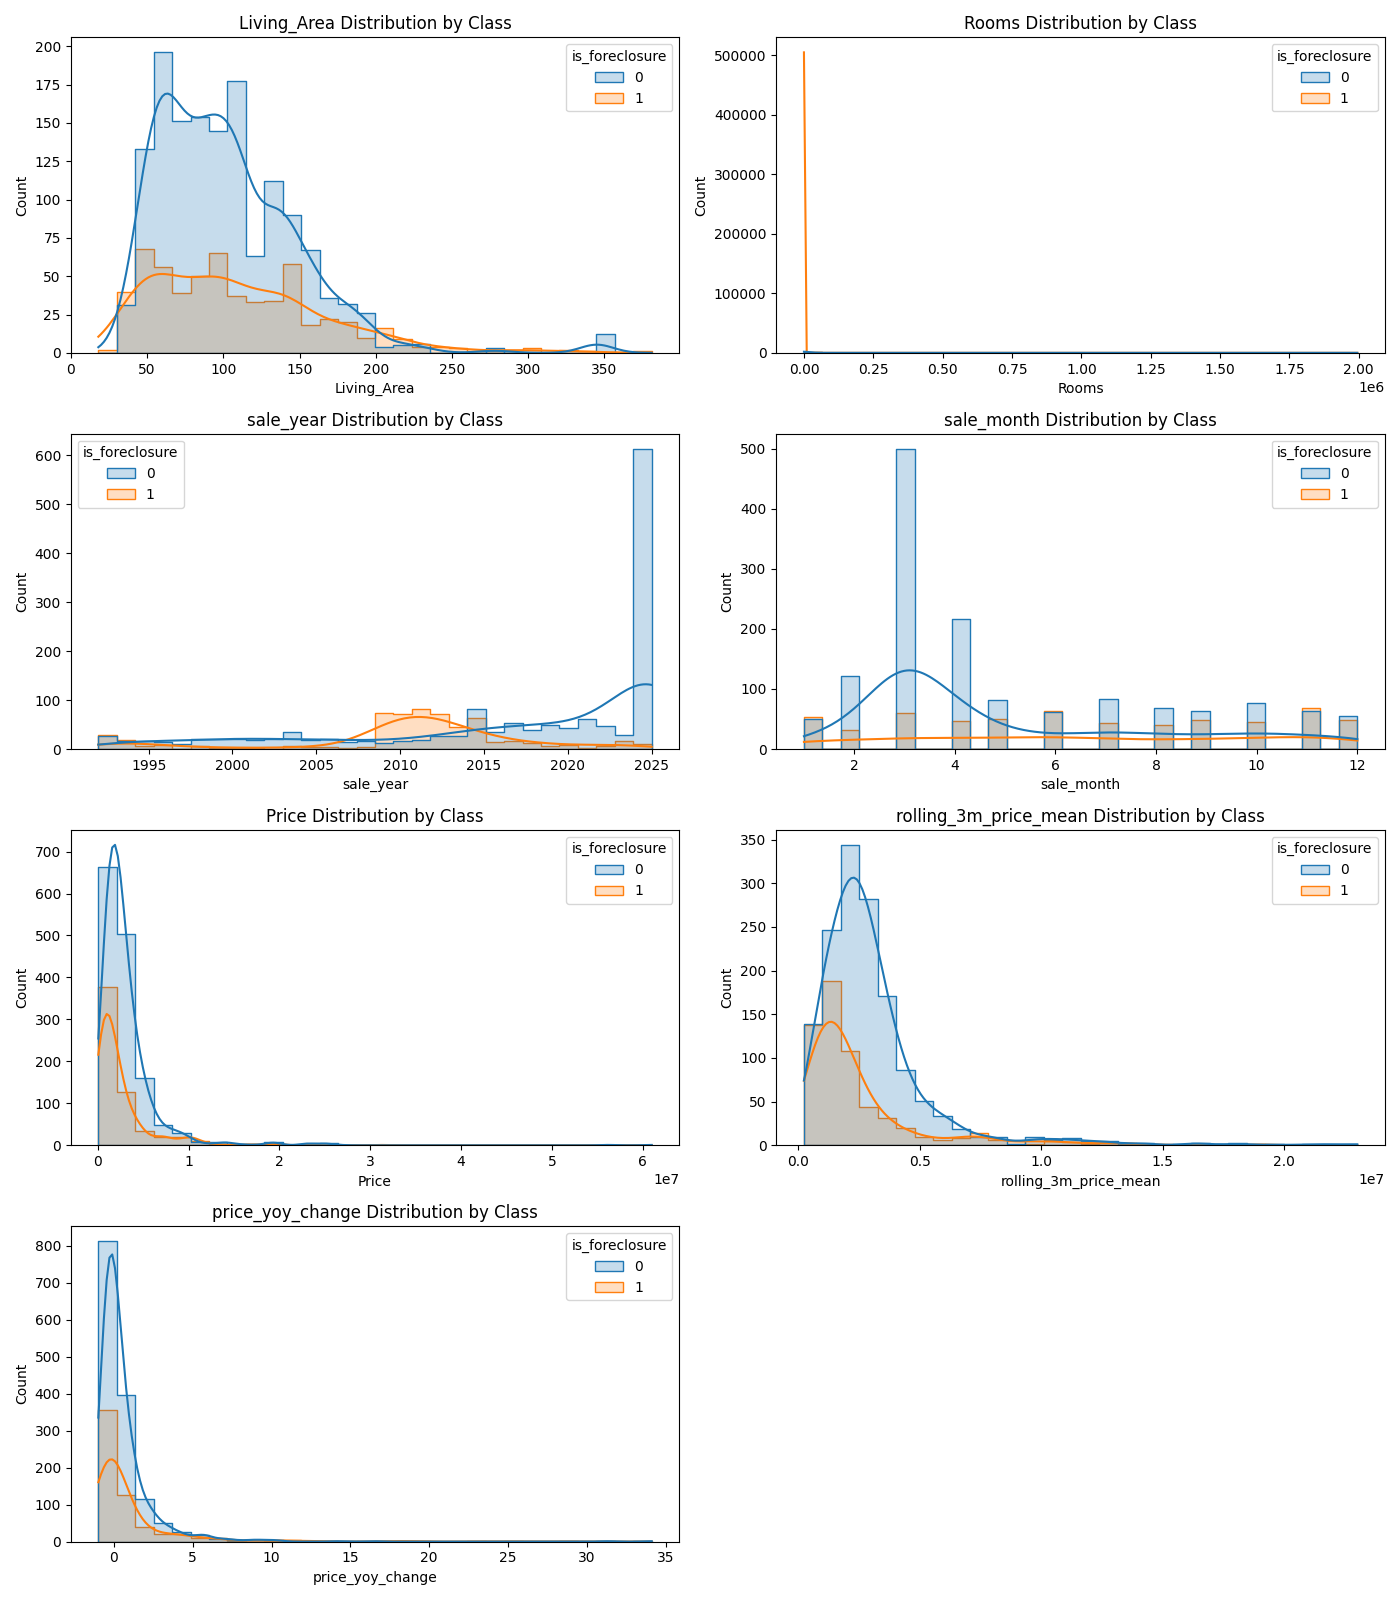 Living_Area Distribution by Class
200
175
150
125
100
75
50
25
0
Count
0 50 100 150 200 250 300 350
Living_Area
is_foreclosure
0
1
Rooms Distribution by Class
500000
400000
300000
200000
100000
0
Count
0.00 0.25 0.50 0.75 1.00 1.25 1.50 1.75 2.00
1e6
Rooms
is_foreclosure
0
1
sale_year Distribution by Class
600
500
400
300
200
100
0
Count
1995 2000 2005 2010 2015 2020 2025
sale_year
is_foreclosure
0
1
sale_month Distribution by Class
500
400
300
200
100
0
Count
2 4 6 8 10 12
sale_month
is_foreclosure
0
1
Price Distribution by Class
700
600
500
400
300
200
100
0
Count
0 1 2 3 4 5 6
1e7
Price
is_foreclosure
0
1
rolling_3m_price_mean Distribution by Class
350
300
250
200
150
100
50
0
Count
0.0 0.5 1.0 1.5 2.0
1e7
rolling_3m_price_mean
is_foreclosure
0
1
price_yoy_change Distribution by Class
800
700
600
500
400
300
200
100
0
Count
0 5 10 15 20 25 30 35
price_yoy_change
is_foreclosure
0
1